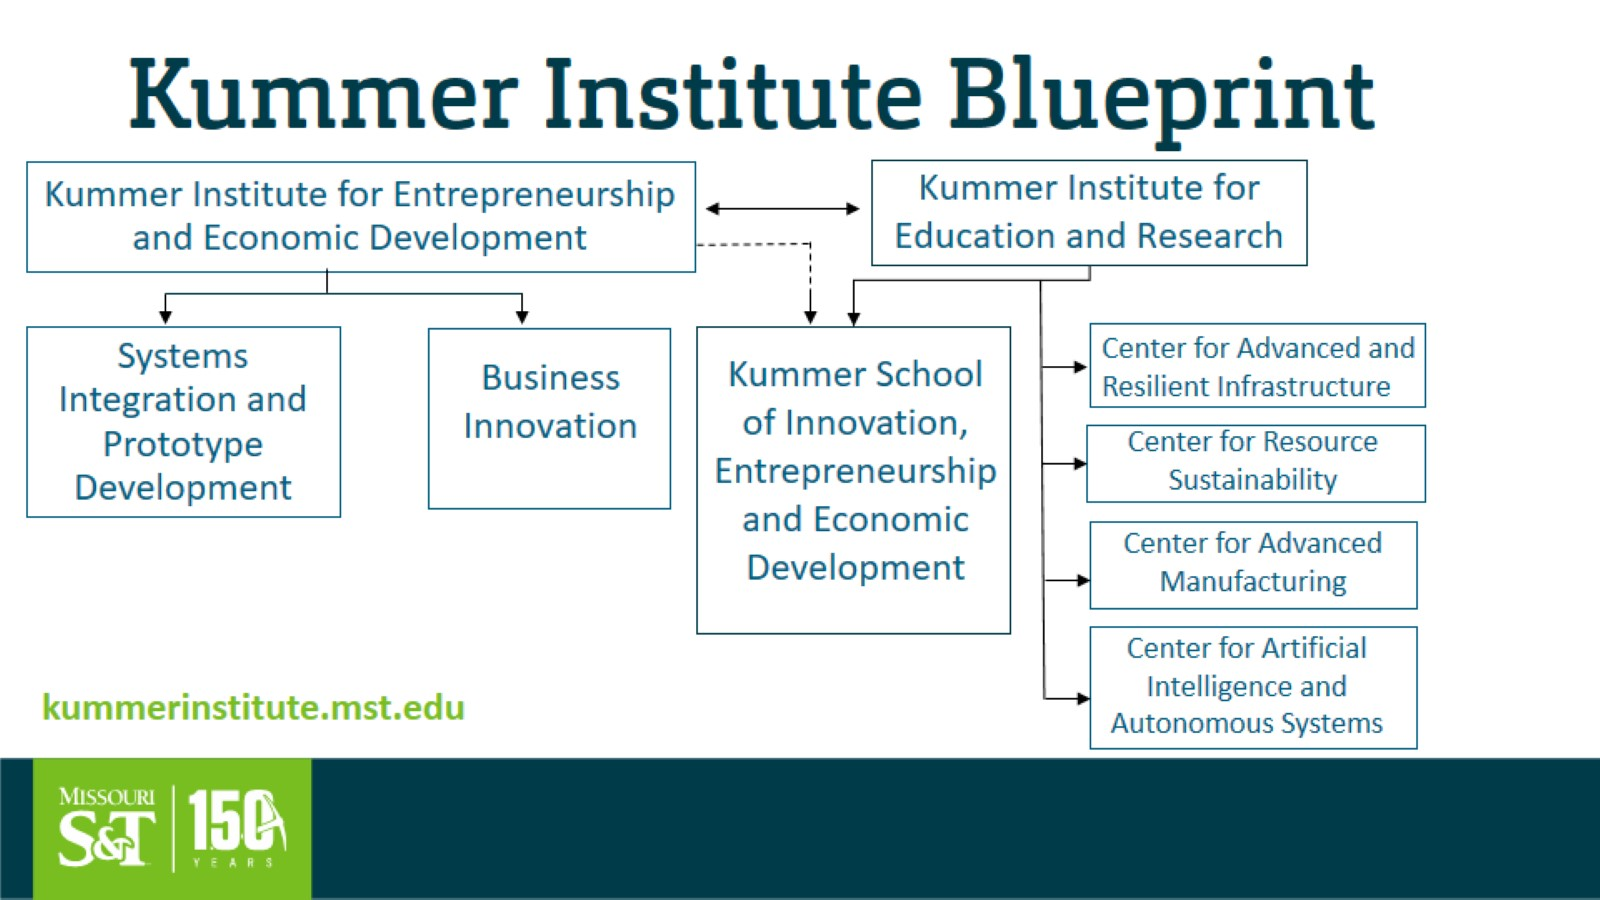 Kummer Institute Blueprint
Kummer Institute for Entrepreneurship
and Economic Development
Kummer Institute for
Education and Research
Systems
Integration and
Prototype
Development
Business
Innovation
Kummer School
of Innovation,
Entrepreneurship
and Economic
Development
Center for Advanced and
Resilient Infrastructure
Center for Resource
Sustainability
Center for Advanced
Manufacturing
Center for Artificial
Intelligence and
Autonomous Systems
kummerinstitute.mst.edu
MISSOURI
S&T
150
YEARS